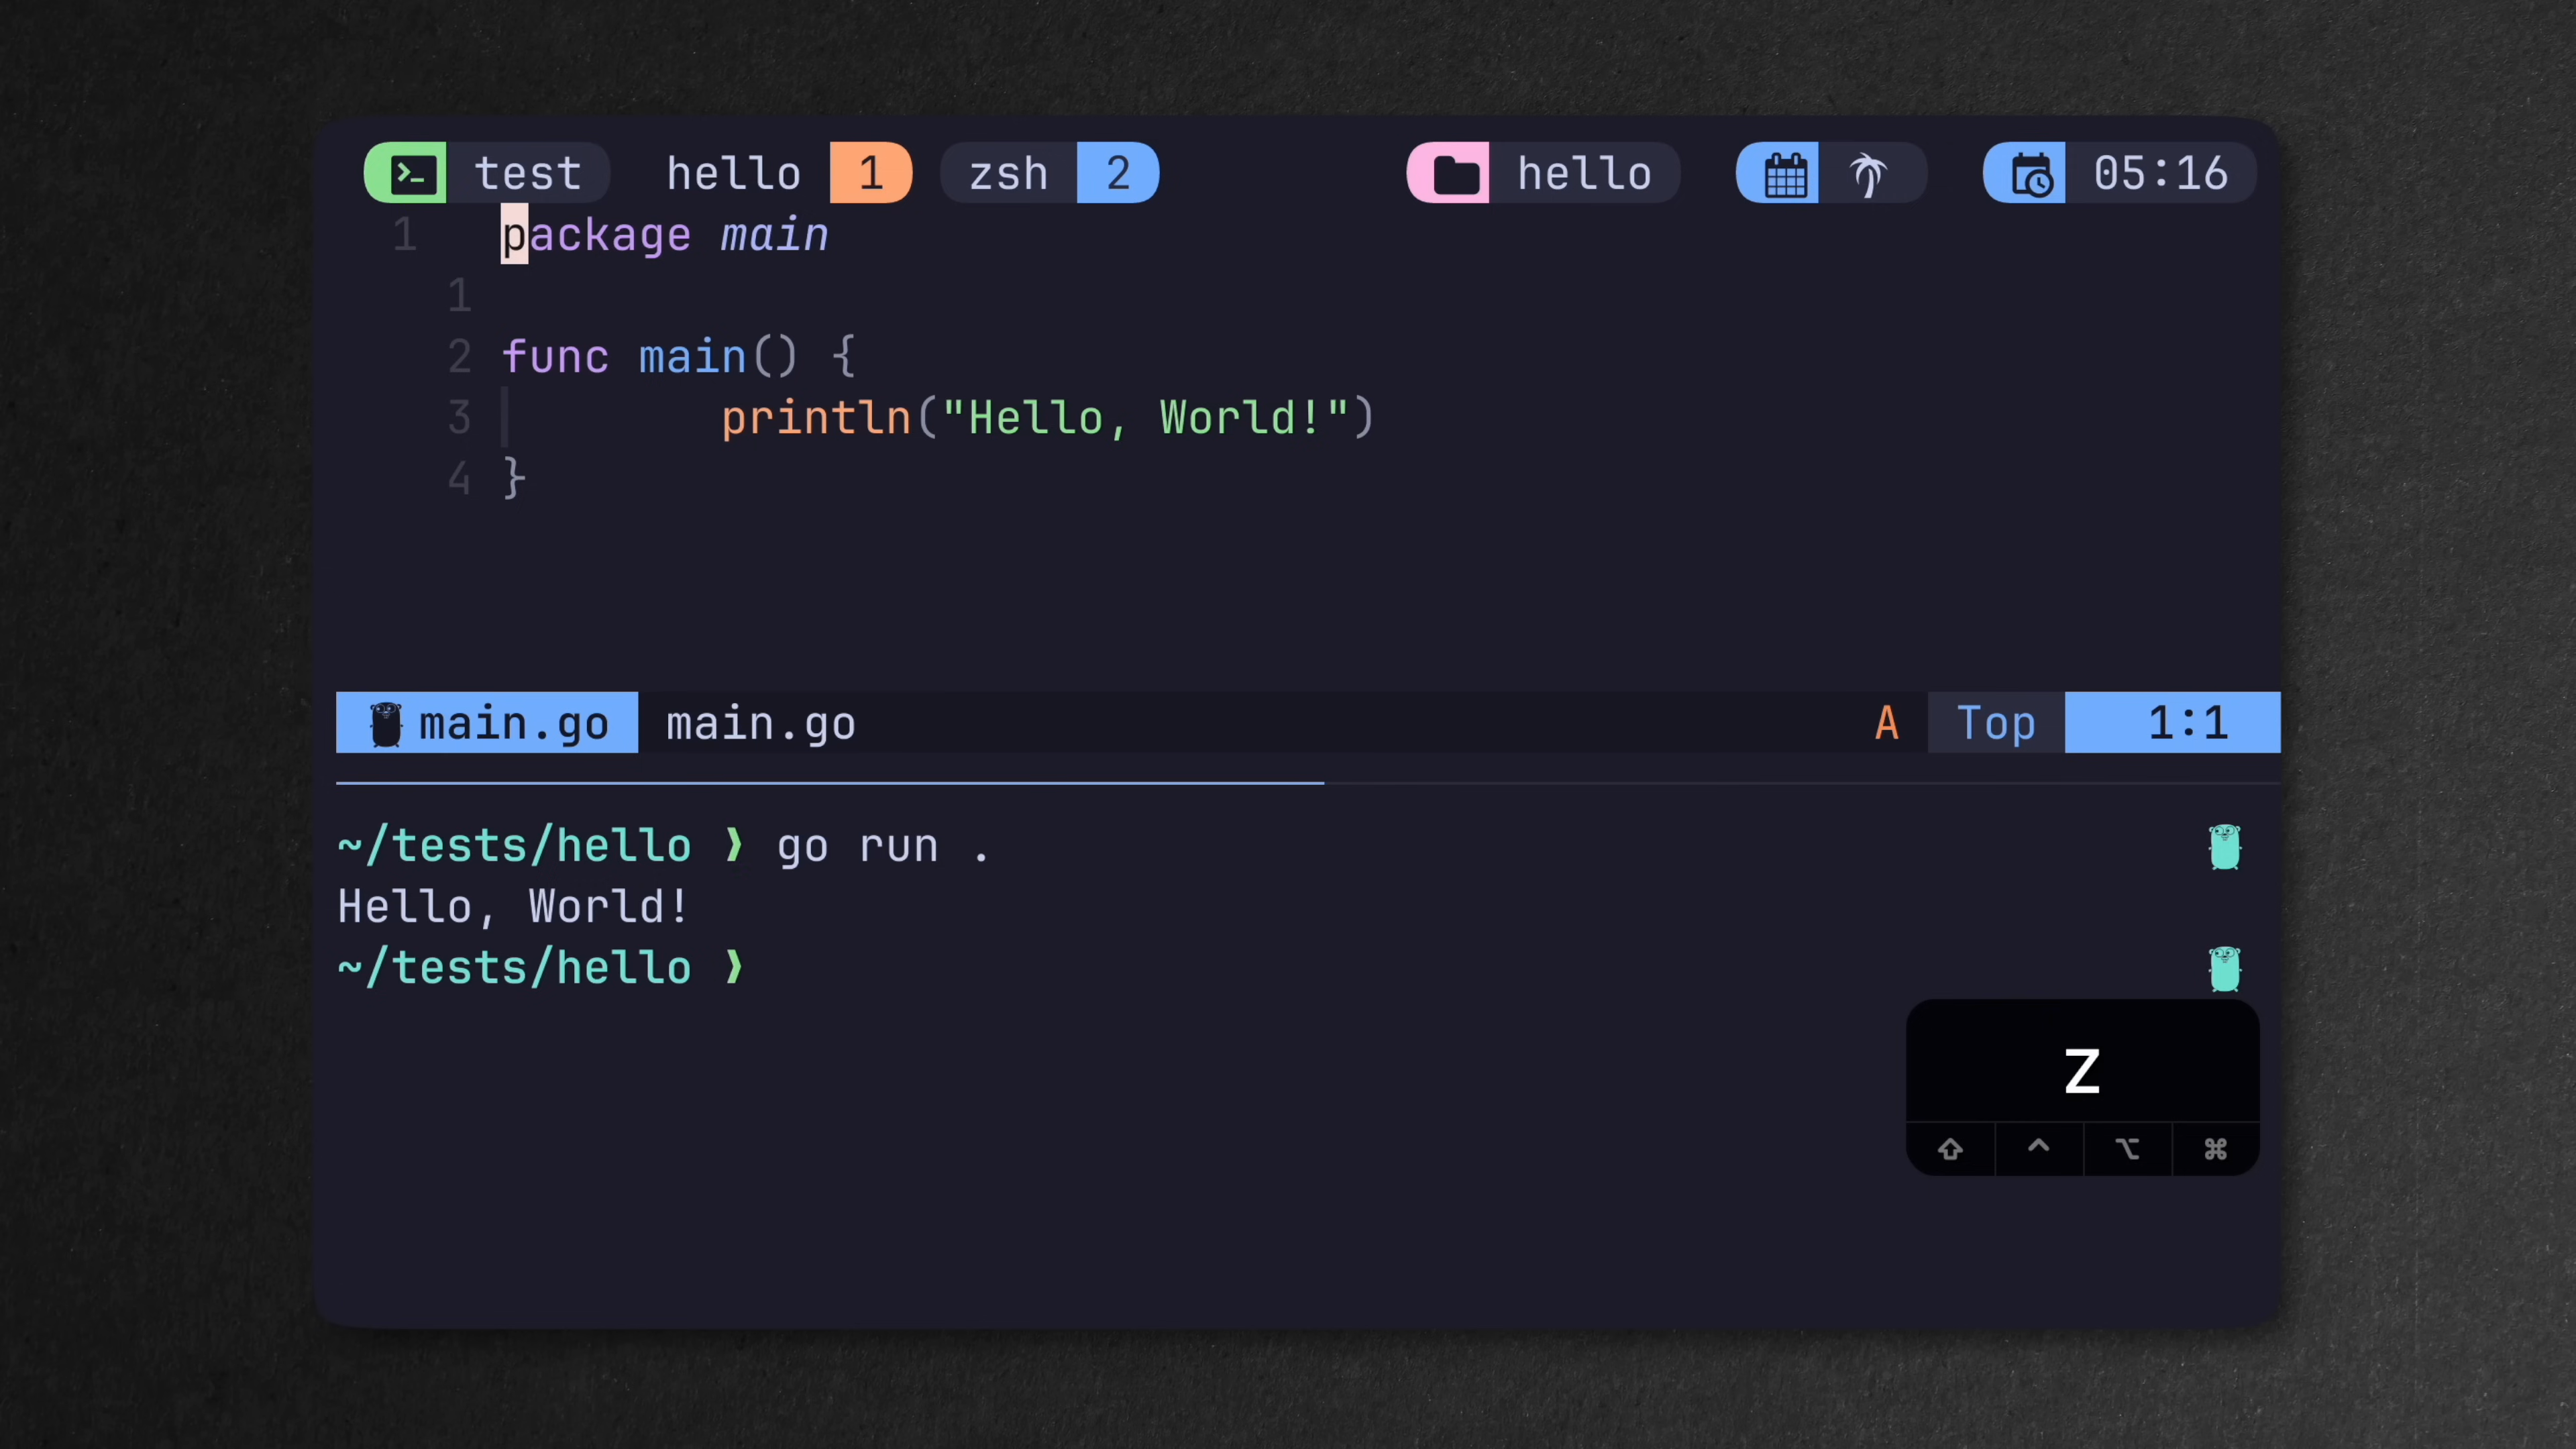 test hello 1 zsh 2 hello 05:16
1 package main
1
2 func main() {
3 println("Hello, World!")
4 }
main.go main.go A Top 1:1
~/tests/hello ❯ go run .
Hello, World!
~/tests/hello ❯
Z
⇧ ^ ⌥ ⌘